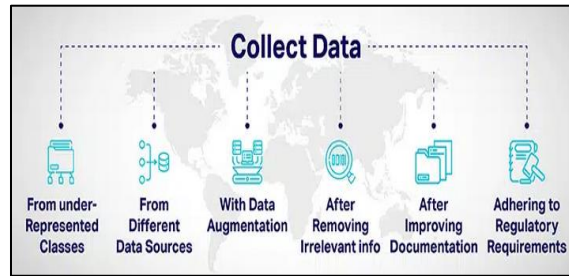 Collect Data
From under-
Represented
Classes
From
Different
Data Sources
With Data
Augmentation
After
Removing
Irrelevant info
After
Improving
Documentation
Adhering to
Regulatory
Requirements